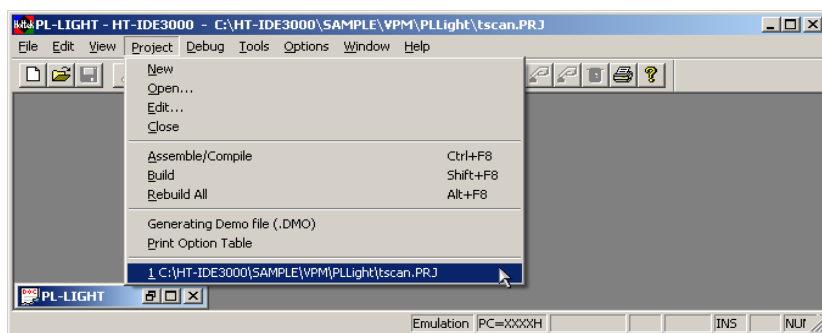 PL-LIGHT - HT-IDE3000 - C:\HT-IDE3000\SAMPLE\VPM\PLLight\tscan.PRJ
File Edit View Project Debug Tools Options Window Help
New
Open...
Edit...
Close
Assemble/Compile Ctrl+F8
Build Shift+F8
Rebuild All Alt+F8
Generating Demo file (.DMO)
Print Option Table
1 C:\HT-IDE3000\SAMPLE\VPM\PLLight\tscan.PRJ
PL-LIGHT
Emulation PC=XXXXH INS